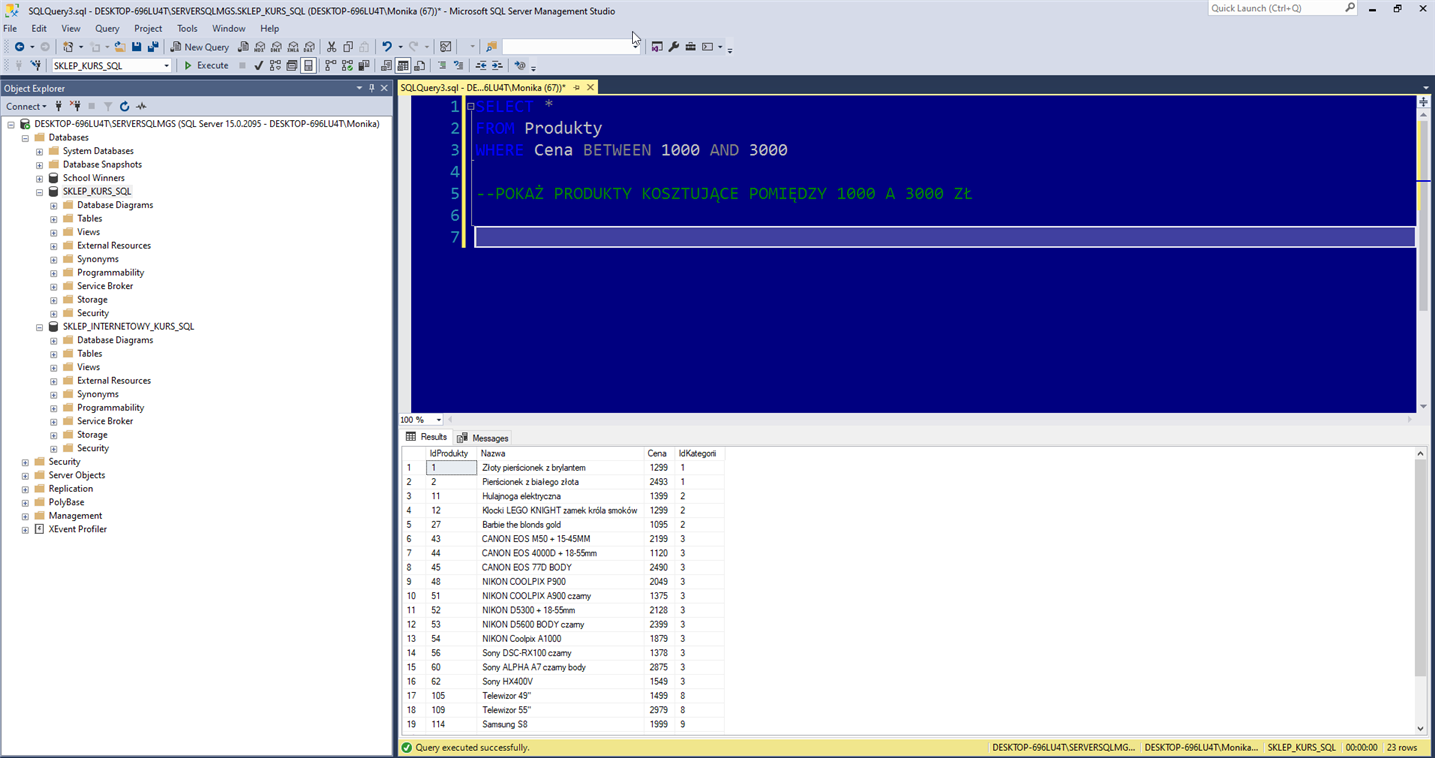 SQLQuery3.sql - DESKTOP-696LU4T\SERVERSQLMGS.SKLEP_KURS_SQL (DESKTOP-696LU4T\Monika (67))* - Microsoft SQL Server Management Studio
Quick Launch (Ctrl+Q)
File Edit View Query Project Tools Window Help
New Query
SKLEP_KURS_SQL Execute
Object Explorer
Connect
DESKTOP-696LU4T\SERVERSQLMGS (SQL Server 15.0.2095 - DESKTOP-696LU4T\Monika)
Databases
System Databases
Database Snapshots
School Winners
SKLEP_KURS_SQL
Database Diagrams
Tables
Views
External Resources
Synonyms
Programmability
Service Broker
Storage
Security
SKLEP_INTERNETOWY_KURS_SQL
Database Diagrams
Tables
Views
External Resources
Synonyms
Programmability
Service Broker
Storage
Security
Security
Server Objects
Replication
PolyBase
Management
XEvent Profiler
SQLQuery3.sql - DE...6LU4T\Monika (67))*
1 SELECT *
2 FROM Produkty
3 WHERE Cena BETWEEN 1000 AND 3000
4
5 --POKAŻ PRODUKTY KOSZTUJĄCE POMIĘDZY 1000 A 3000 ZŁ
6
7
100 %
Results Messages
IdProdukty Nazwa Cena IdKategorii
1 1 Złoty pierścionek z brylantem 1299 1
2 2 Pierścionek z białego złota 2493 1
3 11 Hulajnoga elektryczna 1399 2
4 12 Klocki LEGO KNIGHT zamek króla smoków 1299 2
5 27 Barbie the blonds gold 1095 2
6 43 CANON EOS M50 + 15-45MM 2199 3
7 44 CANON EOS 4000D + 18-55mm 1120 3
8 45 CANON EOS 77D BODY 2490 3
9 48 NIKON COOLPIX P900 2049 3
10 51 NIKON COOLPIX A900 czarny 1375 3
11 52 NIKON D5300 + 18-55mm 2128 3
12 53 NIKON D5600 BODY czarny 2399 3
13 54 NIKON Coolpix A1000 1879 3
14 56 Sony DSC-RX100 czarny 1378 3
15 60 Sony ALPHA A7 czarny body 2875 3
16 62 Sony HX400V 1549 3
17 105 Telewizor 49" 1499 8
18 109 Telewizor 55" 2979 8
19 114 Samsung S8 1999 9
Query executed successfully. DESKTOP-696LU4T\SERVERSQLMG... DESKTOP-696LU4T\Monika... SKLEP_KURS_SQL 00:00:00 23 rows